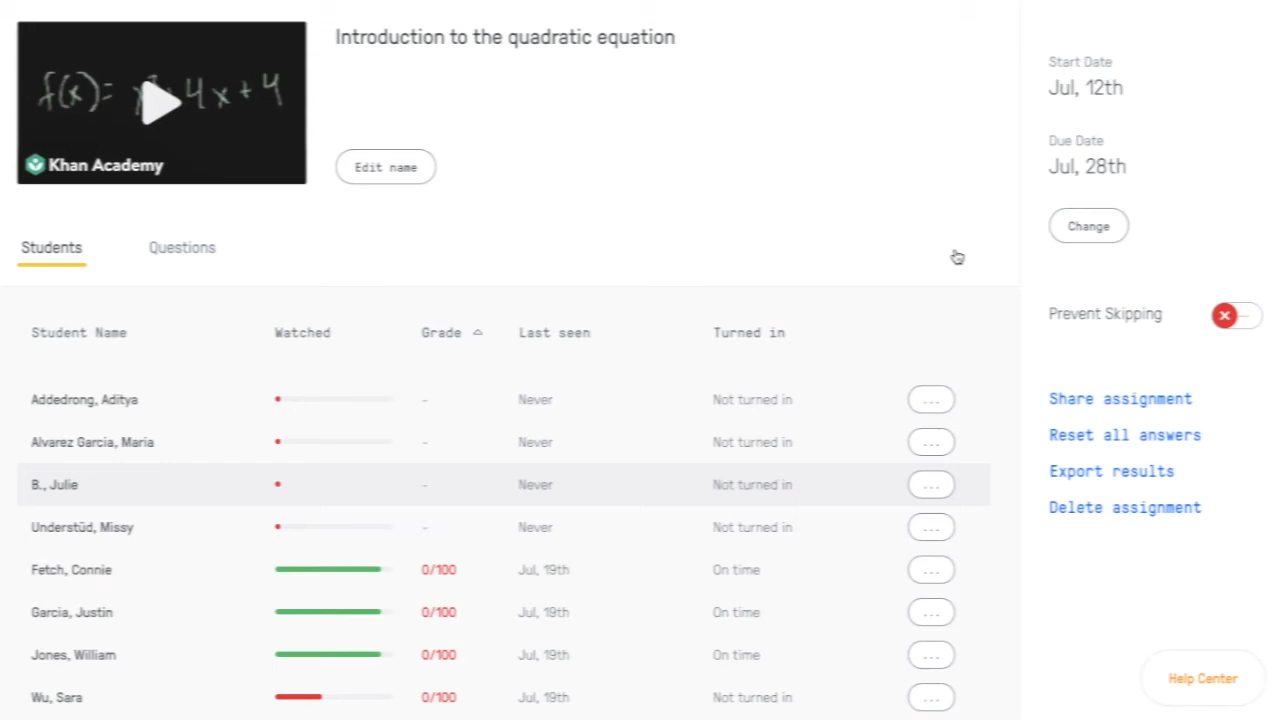 Introduction to the quadratic equation
f(x)= x² 4x+4
Khan Academy
Edit name
Start Date
Jul, 12th
Due Date
Jul, 28th
Change
Students Questions
Prevent Skipping
Student Name Watched Grade Last seen Turned in
Addedrong, Aditya - Never Not turned in ...
Alvarez Garcia, Maria - Never Not turned in ...
B., Julie - Never Not turned in ...
Understüd, Missy - Never Not turned in ...
Fetch, Connie 0/100 Jul, 19th On time ...
Garcia, Justin 0/100 Jul, 19th On time ...
Jones, William 0/100 Jul, 19th On time ...
Wu, Sara 0/100 Jul, 19th Not turned in ...
Share assignment
Reset all answers
Export results
Delete assignment
Help Center